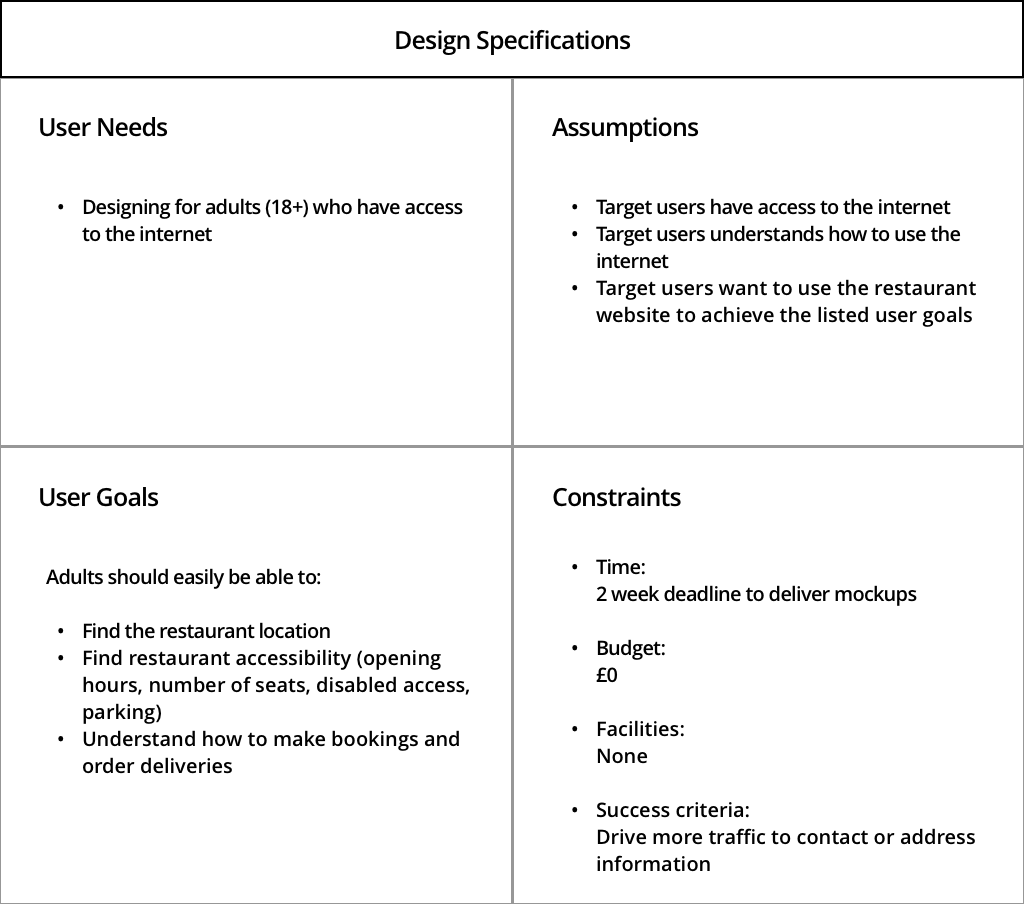 Design Specifications
User Needs
• Designing for adults (18+) who have access
to the internet
Assumptions
• Target users have access to the internet
• Target users understands how to use the
internet
• Target users want to use the restaurant
website to achieve the listed user goals
User Goals
Adults should easily be able to:
• Find the restaurant location
• Find restaurant accessibility (opening
hours, number of seats, disabled access,
parking)
• Understand how to make bookings and
order deliveries
Constraints
• Time:
2 week deadline to deliver mockups
• Budget:
£0
• Facilities:
None
• Success criteria:
Drive more traffic to contact or address
information